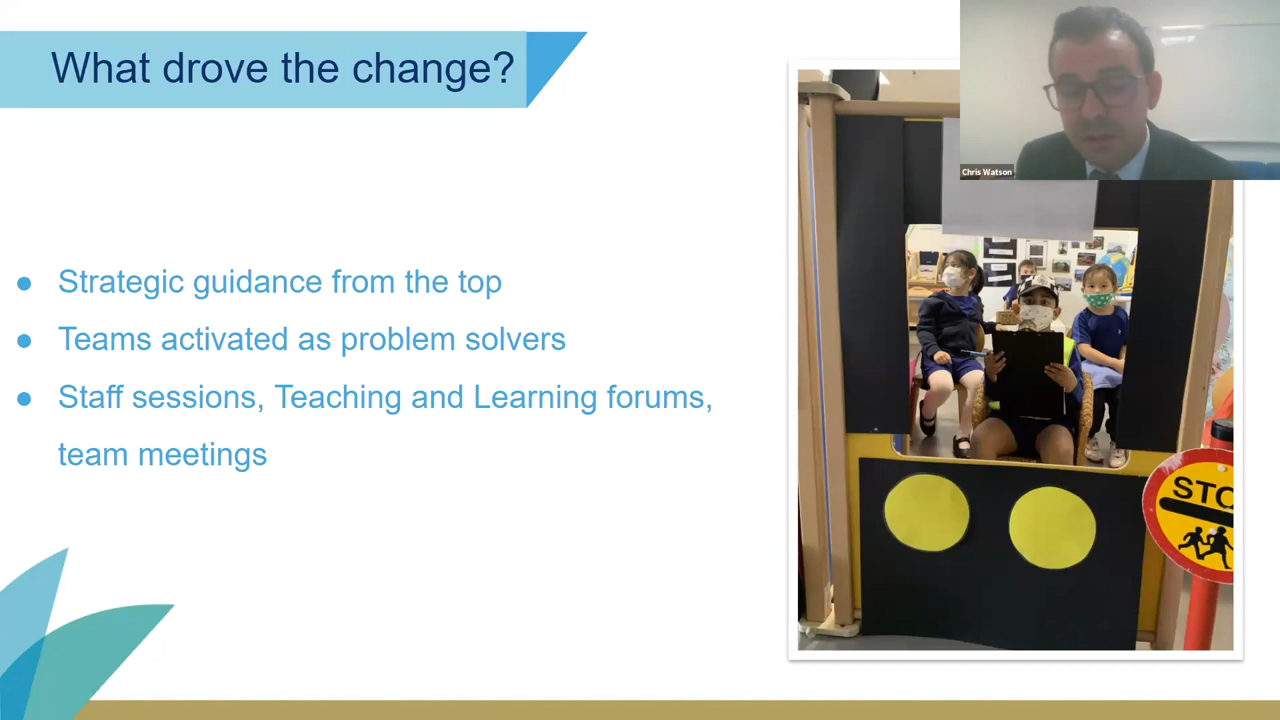 What drove the change?
Chris Watson
● Strategic guidance from the top
● Teams activated as problem solvers
● Staff sessions, Teaching and Learning forums,
team meetings
STO